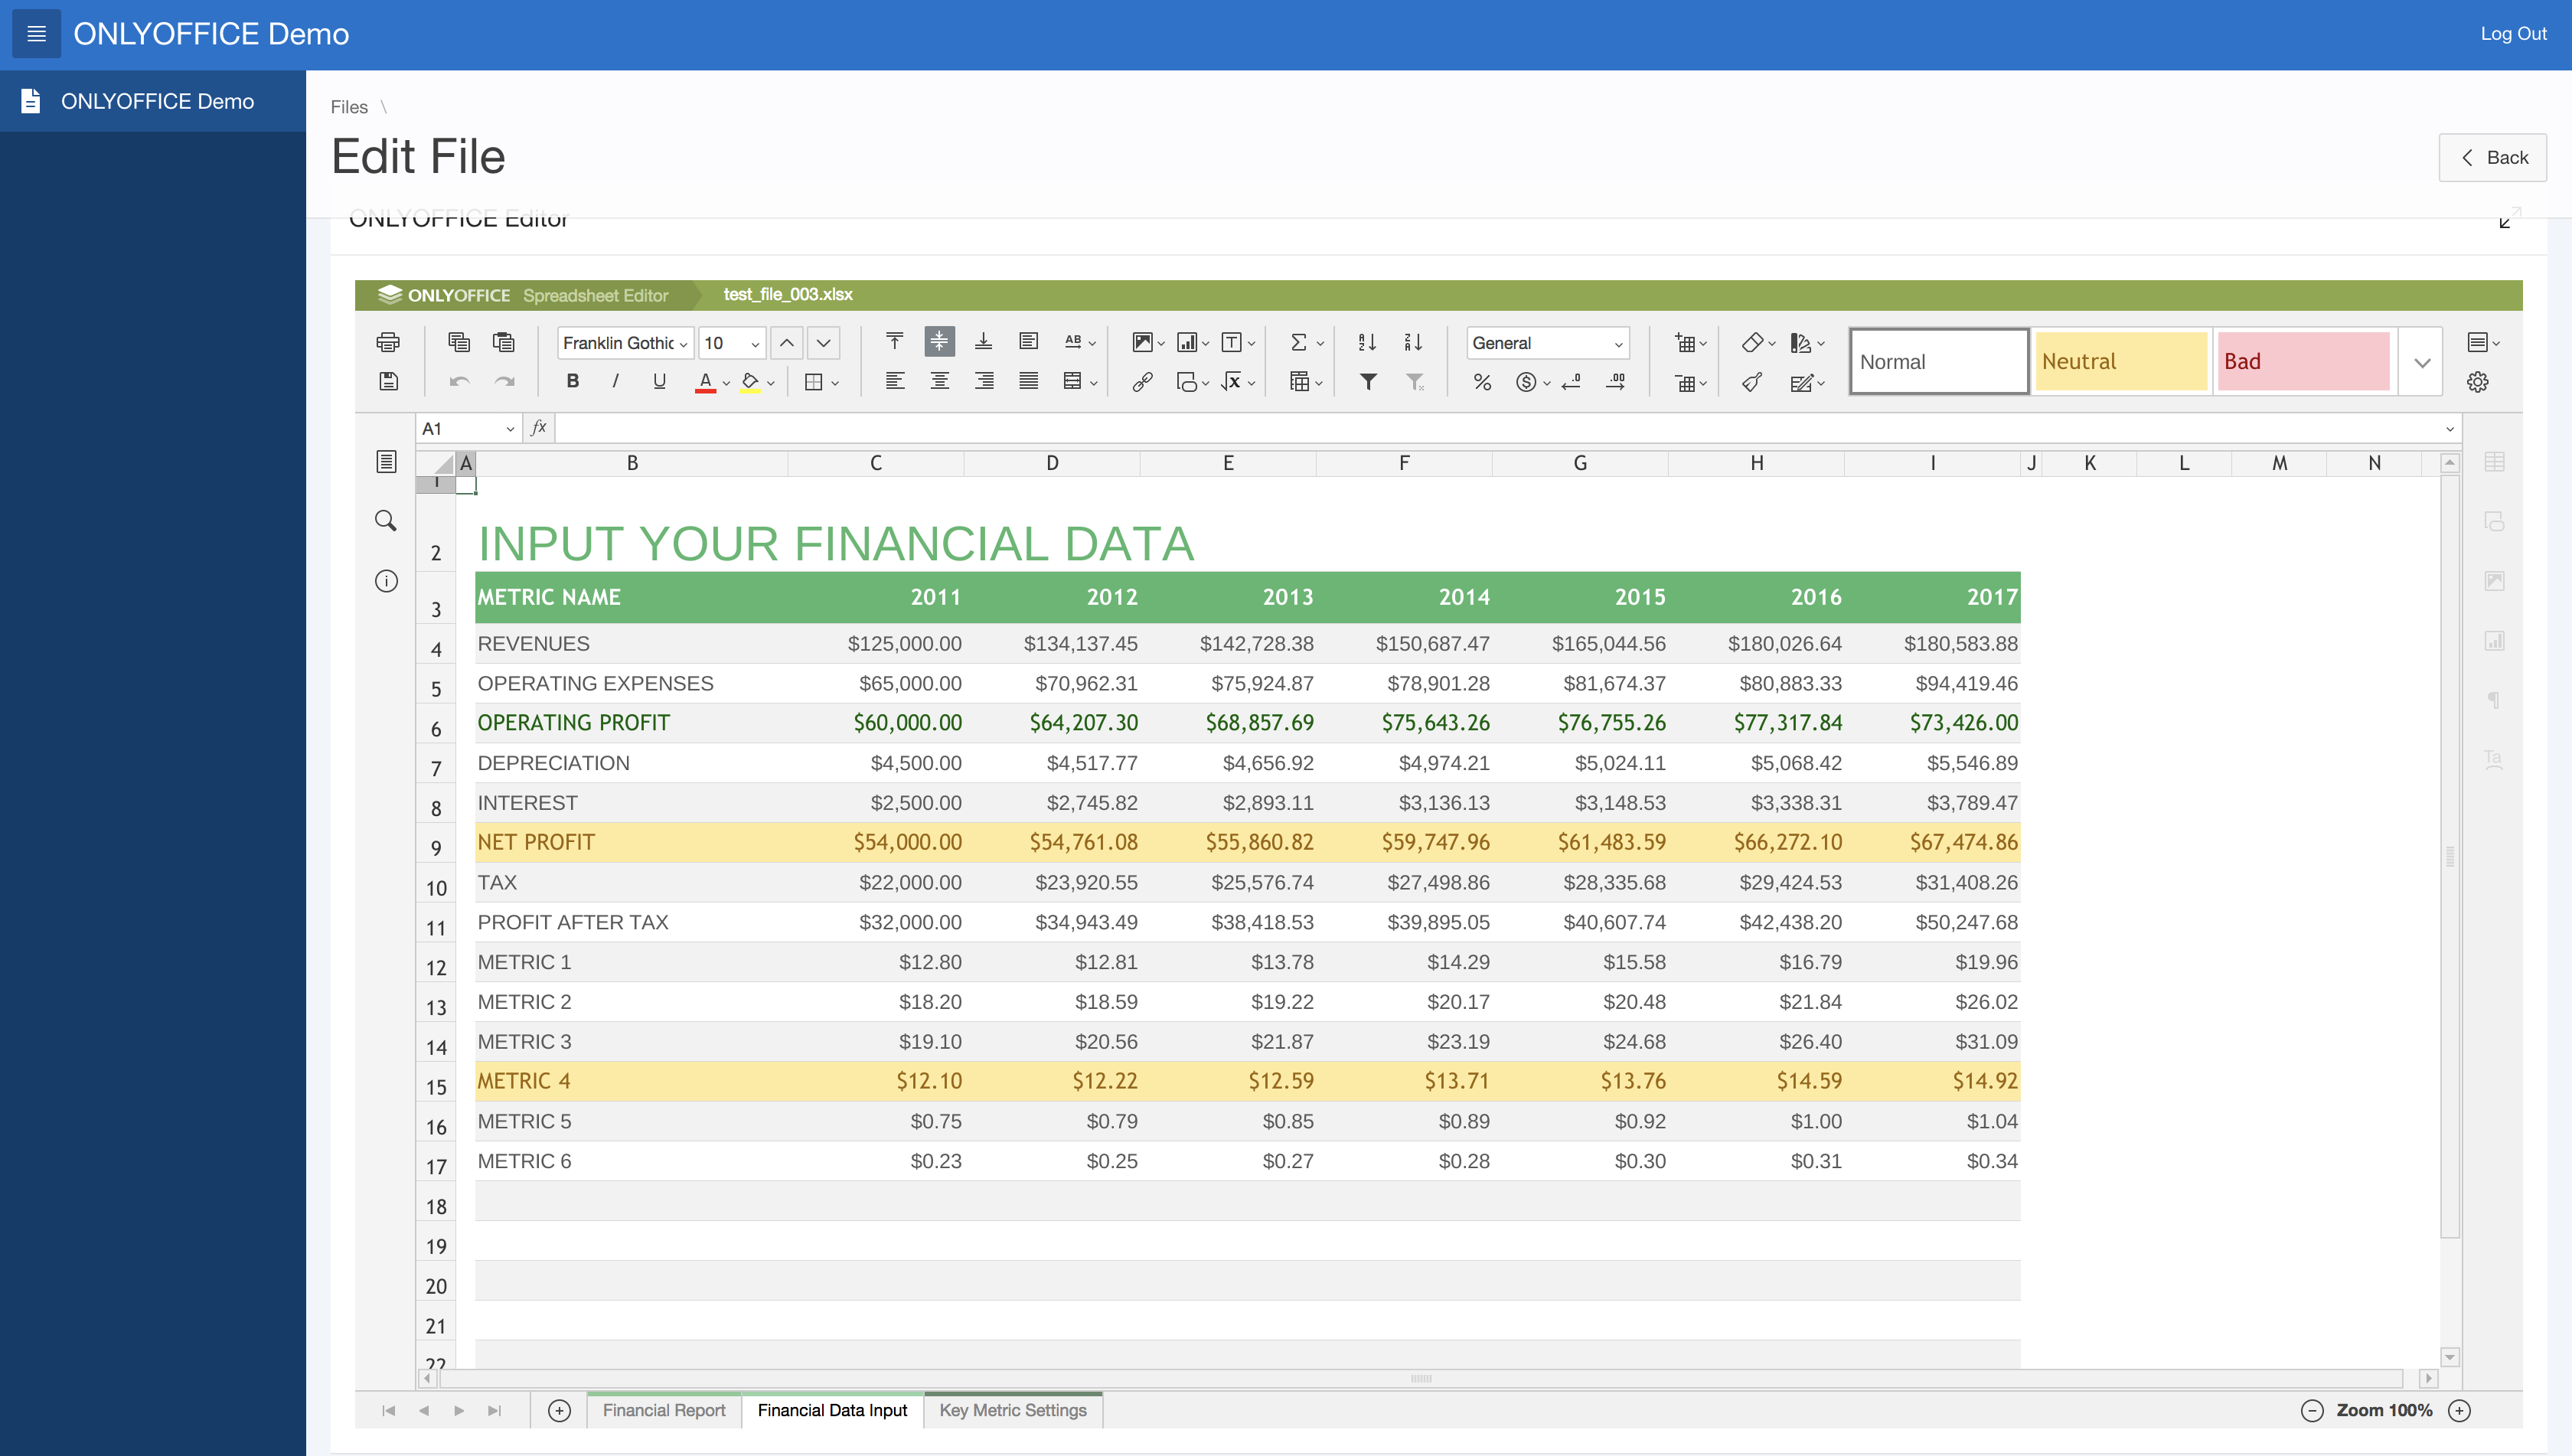 ONLYOFFICE Demo
Log Out
ONLYOFFICE Demo
Files \
Edit File
Back
ONLYOFFICE Editor
ONLYOFFICE Spreadsheet Editor test_file_003.xlsx
Franklin Gothic 10 AB General Normal Neutral Bad
B I U A
A1 fx
A B C D E F G H I J K L M N
1
2 INPUT YOUR FINANCIAL DATA
3 METRIC NAME 2011 2012 2013 2014 2015 2016 2017
4 REVENUES $125,000.00 $134,137.45 $142,728.38 $150,687.47 $165,044.56 $180,026.64 $180,583.88
5 OPERATING EXPENSES $65,000.00 $70,962.31 $75,924.87 $78,901.28 $81,674.37 $80,883.33 $94,419.46
6 OPERATING PROFIT $60,000.00 $64,207.30 $68,857.69 $75,643.26 $76,755.26 $77,317.84 $73,426.00
7 DEPRECIATION $4,500.00 $4,517.77 $4,656.92 $4,974.21 $5,024.11 $5,068.42 $5,546.89
8 INTEREST $2,500.00 $2,745.82 $2,893.11 $3,136.13 $3,148.53 $3,338.31 $3,789.47
9 NET PROFIT $54,000.00 $54,761.08 $55,860.82 $59,747.96 $61,483.59 $66,272.10 $67,474.86
10 TAX $22,000.00 $23,920.55 $25,576.74 $27,498.86 $28,335.68 $29,424.53 $31,408.26
11 PROFIT AFTER TAX $32,000.00 $34,943.49 $38,418.53 $39,895.05 $40,607.74 $42,438.20 $50,247.68
12 METRIC 1 $12.80 $12.81 $13.78 $14.29 $15.58 $16.79 $19.96
13 METRIC 2 $18.20 $18.59 $19.22 $20.17 $20.48 $21.84 $26.02
14 METRIC 3 $19.10 $20.56 $21.87 $23.19 $24.68 $26.40 $31.09
15 METRIC 4 $12.10 $12.22 $12.59 $13.71 $13.76 $14.59 $14.92
16 METRIC 5 $0.75 $0.79 $0.85 $0.89 $0.92 $1.00 $1.04
17 METRIC 6 $0.23 $0.25 $0.27 $0.28 $0.30 $0.31 $0.34
18
19
20
21
22
Financial Report Financial Data Input Key Metric Settings Zoom 100%